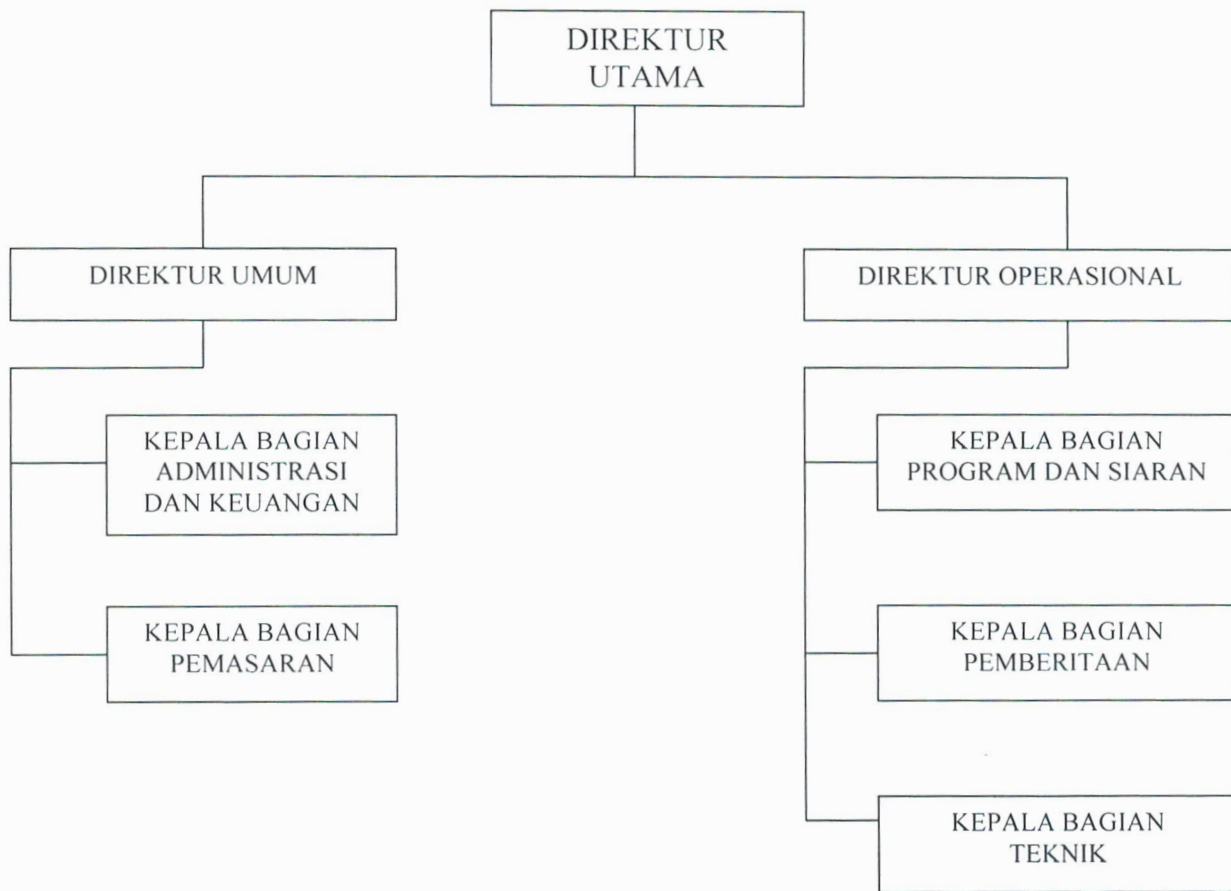 DIREKTUR
UTAMA
DIREKTUR UMUM
DIREKTUR OPERASIONAL
KEPALA BAGIAN
ADMINISTRASI
DAN KEUANGAN
KEPALA BAGIAN
PEMASARAN
KEPALA BAGIAN
PROGRAM DAN SIARAN
KEPALA BAGIAN
PEMBERITAAN
KEPALA BAGIAN
TEKNIK